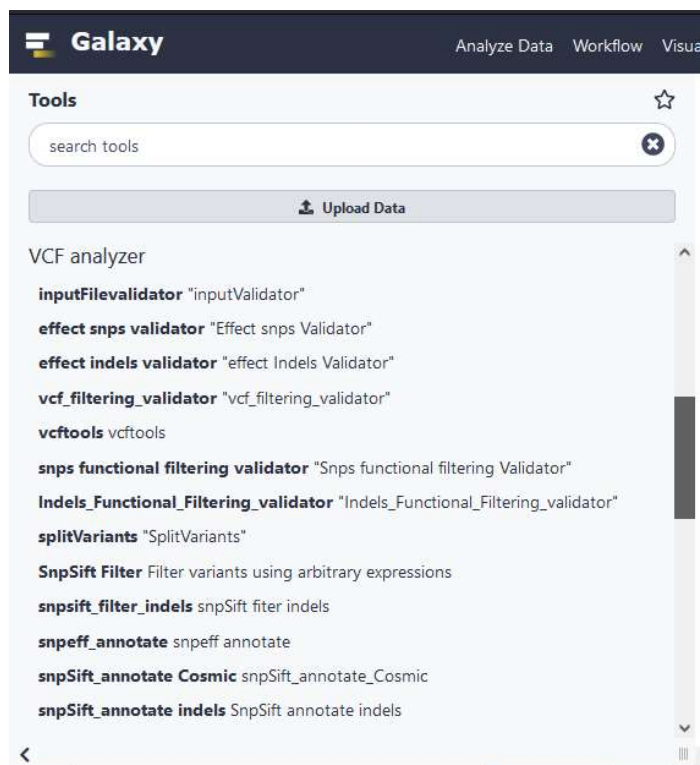 Galaxy
Analyze Data Workflow Visua
Tools
search tools
Upload Data
VCF analyzer
inputFilevalidator "inputValidator"
effect snps validator "Effect snps Validator"
effect indels validator "effect Indels Validator"
vcf_filtering_validator "vcf_filtering_validator"
vcftools vcftools
snps functional filtering validator "Snps functional filtering Validator"
Indels_Functional_Filtering_validator "Indels_Functional_Filtering_validator"
splitVariants "SplitVariants"
SnpSift Filter Filter variants using arbitrary expressions
snpsift_filter_indels snpSift fiter indels
snpeff_annotate snpeff annotate
snpSift_annotate Cosmic snpSift_annotate_Cosmic
snpSift_annotate indels SnpSift annotate indels